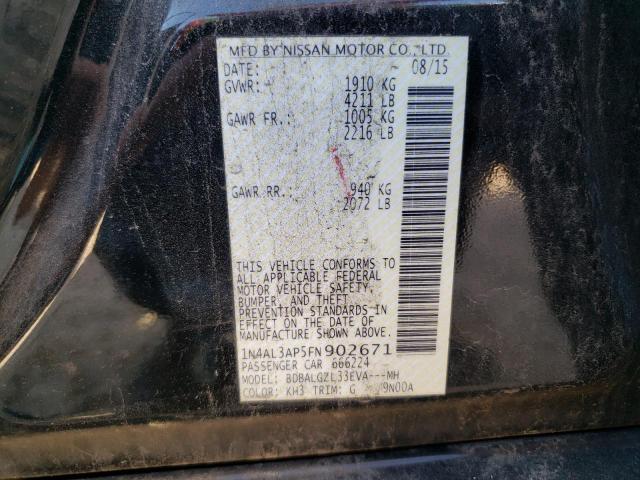 MFD BY NISSAN MOTOR CO., LTD.
DATE: 08/15
GVWR: 1910 KG
4211 LB
GAWR FR.: 1005 KG
2216 LB
GAWR RR.: 940 KG
2072 LB
THIS VEHICLE CONFORMS TO
ALL APPLICABLE FEDERAL
MOTOR VEHICLE SAFETY,
BUMPER, AND THEFT
PREVENTION STANDARDS IN
EFFECT ON THE DATE OF
MANUFACTURE SHOWN ABOVE.
1N4AL3AP5FN902671
PASSENGER CAR 666224
MODEL: BDBALGZL33EVA---MH
COLOR: KH3 TRIM: G 9N00A